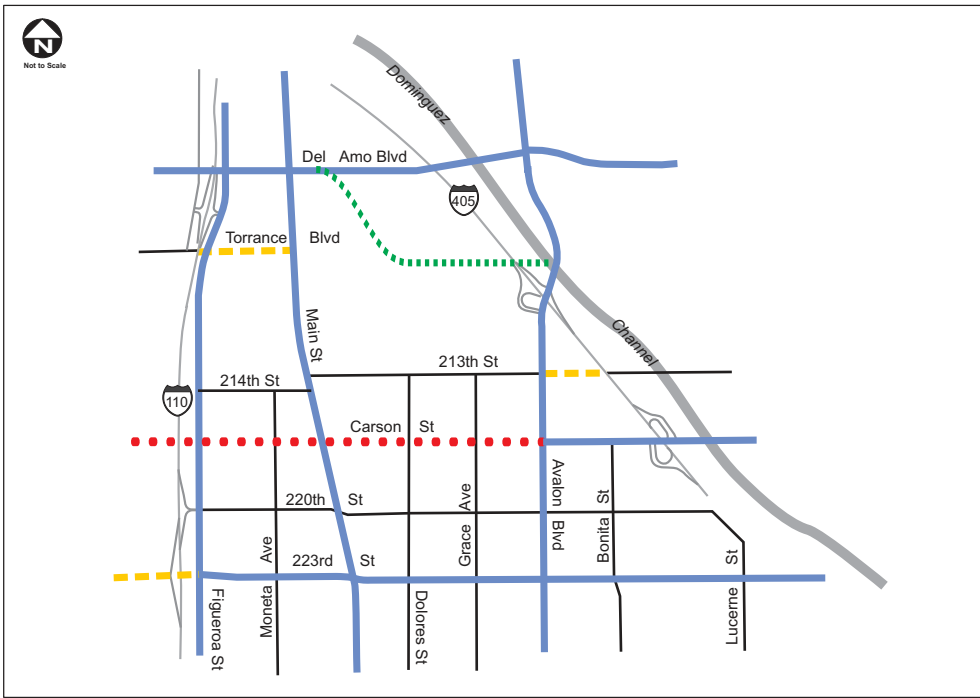 N
Not to Scale
Dominguez
Del Amo Blvd
405
Torrance Blvd
Main St
Channel
213th St
214th St
110
Carson St
Avalon Blvd
220th St
Grace Ave
Bonita St
Moneta Ave
223rd St
Lucerne St
Figueroa St
Dolores St